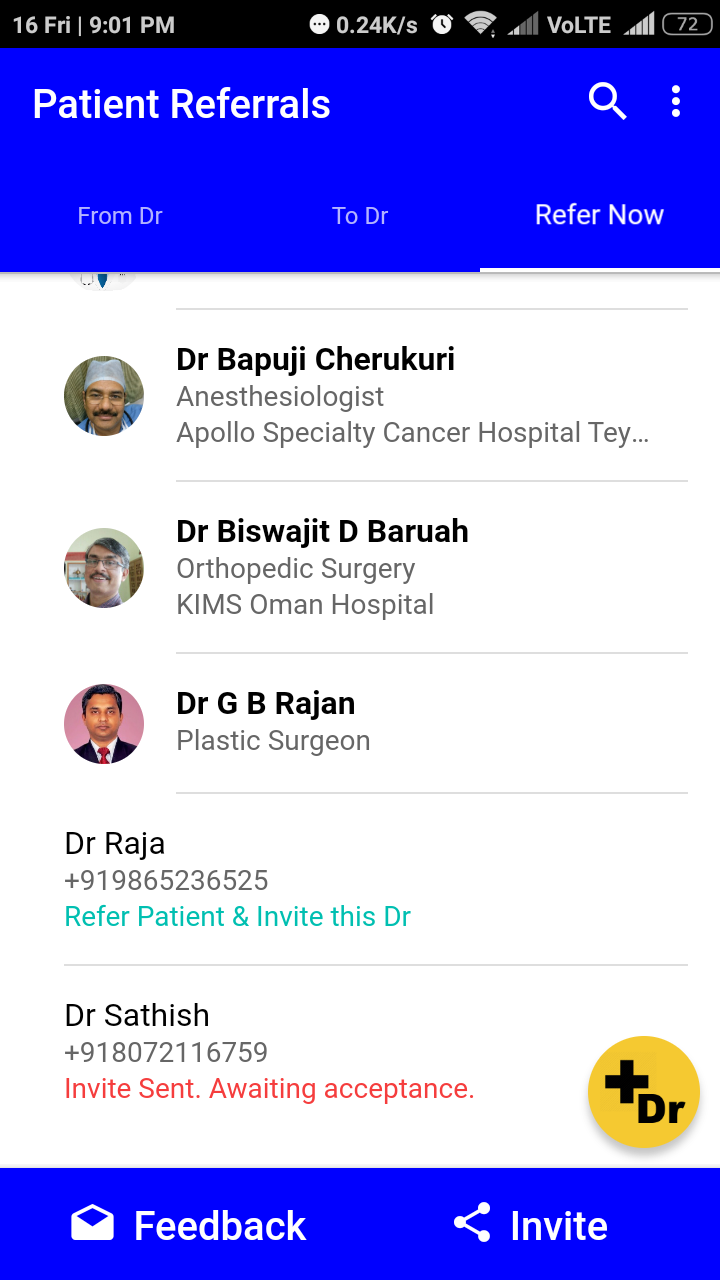 16 Fri | 9:01 PM 0.24K/s VoLTE 72
Patient Referrals
From Dr To Dr Refer Now
Dr Bapuji Cherukuri
Anesthesiologist
Apollo Specialty Cancer Hospital Tey...
Dr Biswajit D Baruah
Orthopedic Surgery
KIMS Oman Hospital
Dr G B Rajan
Plastic Surgeon
Dr Raja
+919865236525
Refer Patient & Invite this Dr
Dr Sathish
+918072116759
Invite Sent. Awaiting acceptance.
+Dr
Feedback Invite